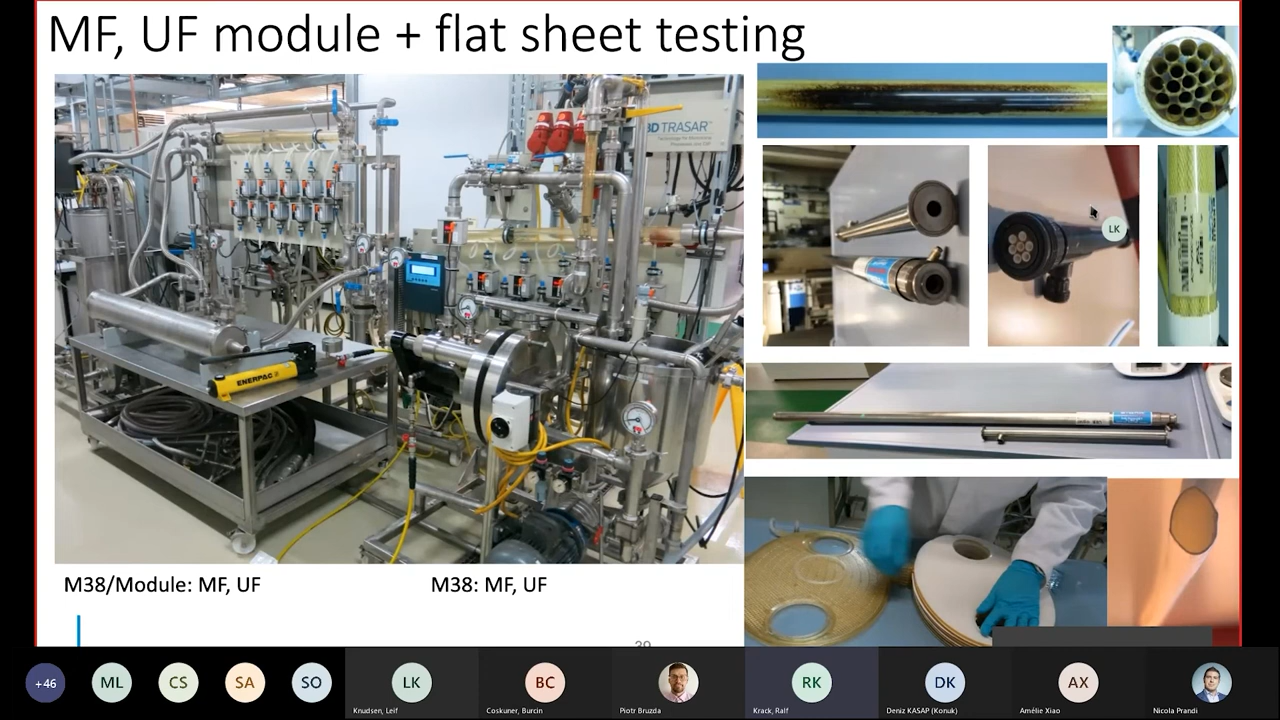 MF, UF module + flat sheet testing
3D TRASAR™
ENERPAC
LK
M38/Module: MF, UF
M38: MF, UF
39
+46
ML
CS
SA
SO
LK
BC
RK
DK
AX
Knudsen, Leif
Coskuner, Burcin
Piotr Bruzda
Krack, Ralf
Deniz KASAP (Konuk)
Amélie Xiao
Nicola Prandi